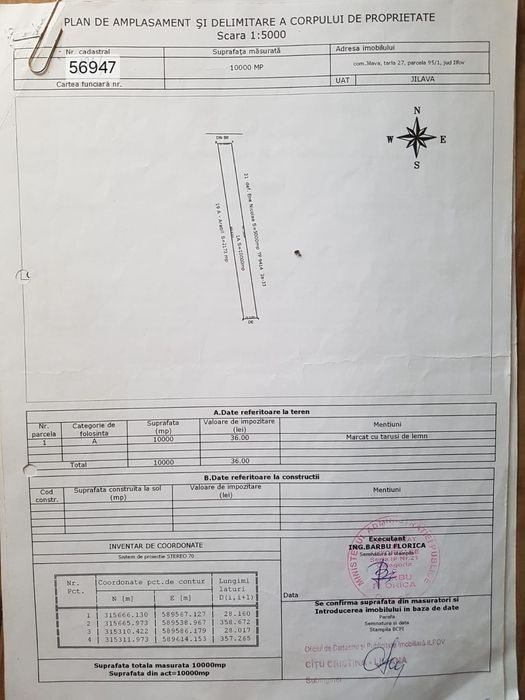 PLAN DE AMPLASAMENT ŞI DELIMITARE A CORPULUI DE PROPRIETATE
Scara 1:5000
Nr. cadastral
Suprafaţa măsurată
Adresa imobilului
56947
10000 MP
com.Jilava, tarla 27, parcela 95/1, jud Ilfov
Cartea funciară nr.
UAT
JILAVA
N
W
E
S
DE
A.Date referitoare la teren
Nr. parcela
Categorie de folosinta
Suprafata (mp)
Valoare de impozitare (lei)
Mentiuni
1
A
10000
36.00
Marcat cu tarusi de lemn
Total
10000
36.00
B.Date referitoare la constructii
Cod constr.
Suprafata construita la sol (mp)
Valoare de impozitare (lei)
Mentiuni
INVENTAR DE COORDONATE
Sistem de proiectie STEREO 70
Nr. Pct.
Coordonate pct.de contur
Lungimi laturi D(i,i+1)
N [m]
E [m]
1 315666.130 589567.127 28.160
2 315665.973 589538.967 358.672
3 315310.422 589586.179 28.017
4 315311.973 589614.153 357.265
Suprafata totala masurata 10000mp
Suprafata din act=10000mp
Executant
ING.BARBU FLORICA
Data
Se confirma suprafata din masuratori si
Introducerea imobilului in baza de date
Parafa
Semnatura si data
Stampila BCPI